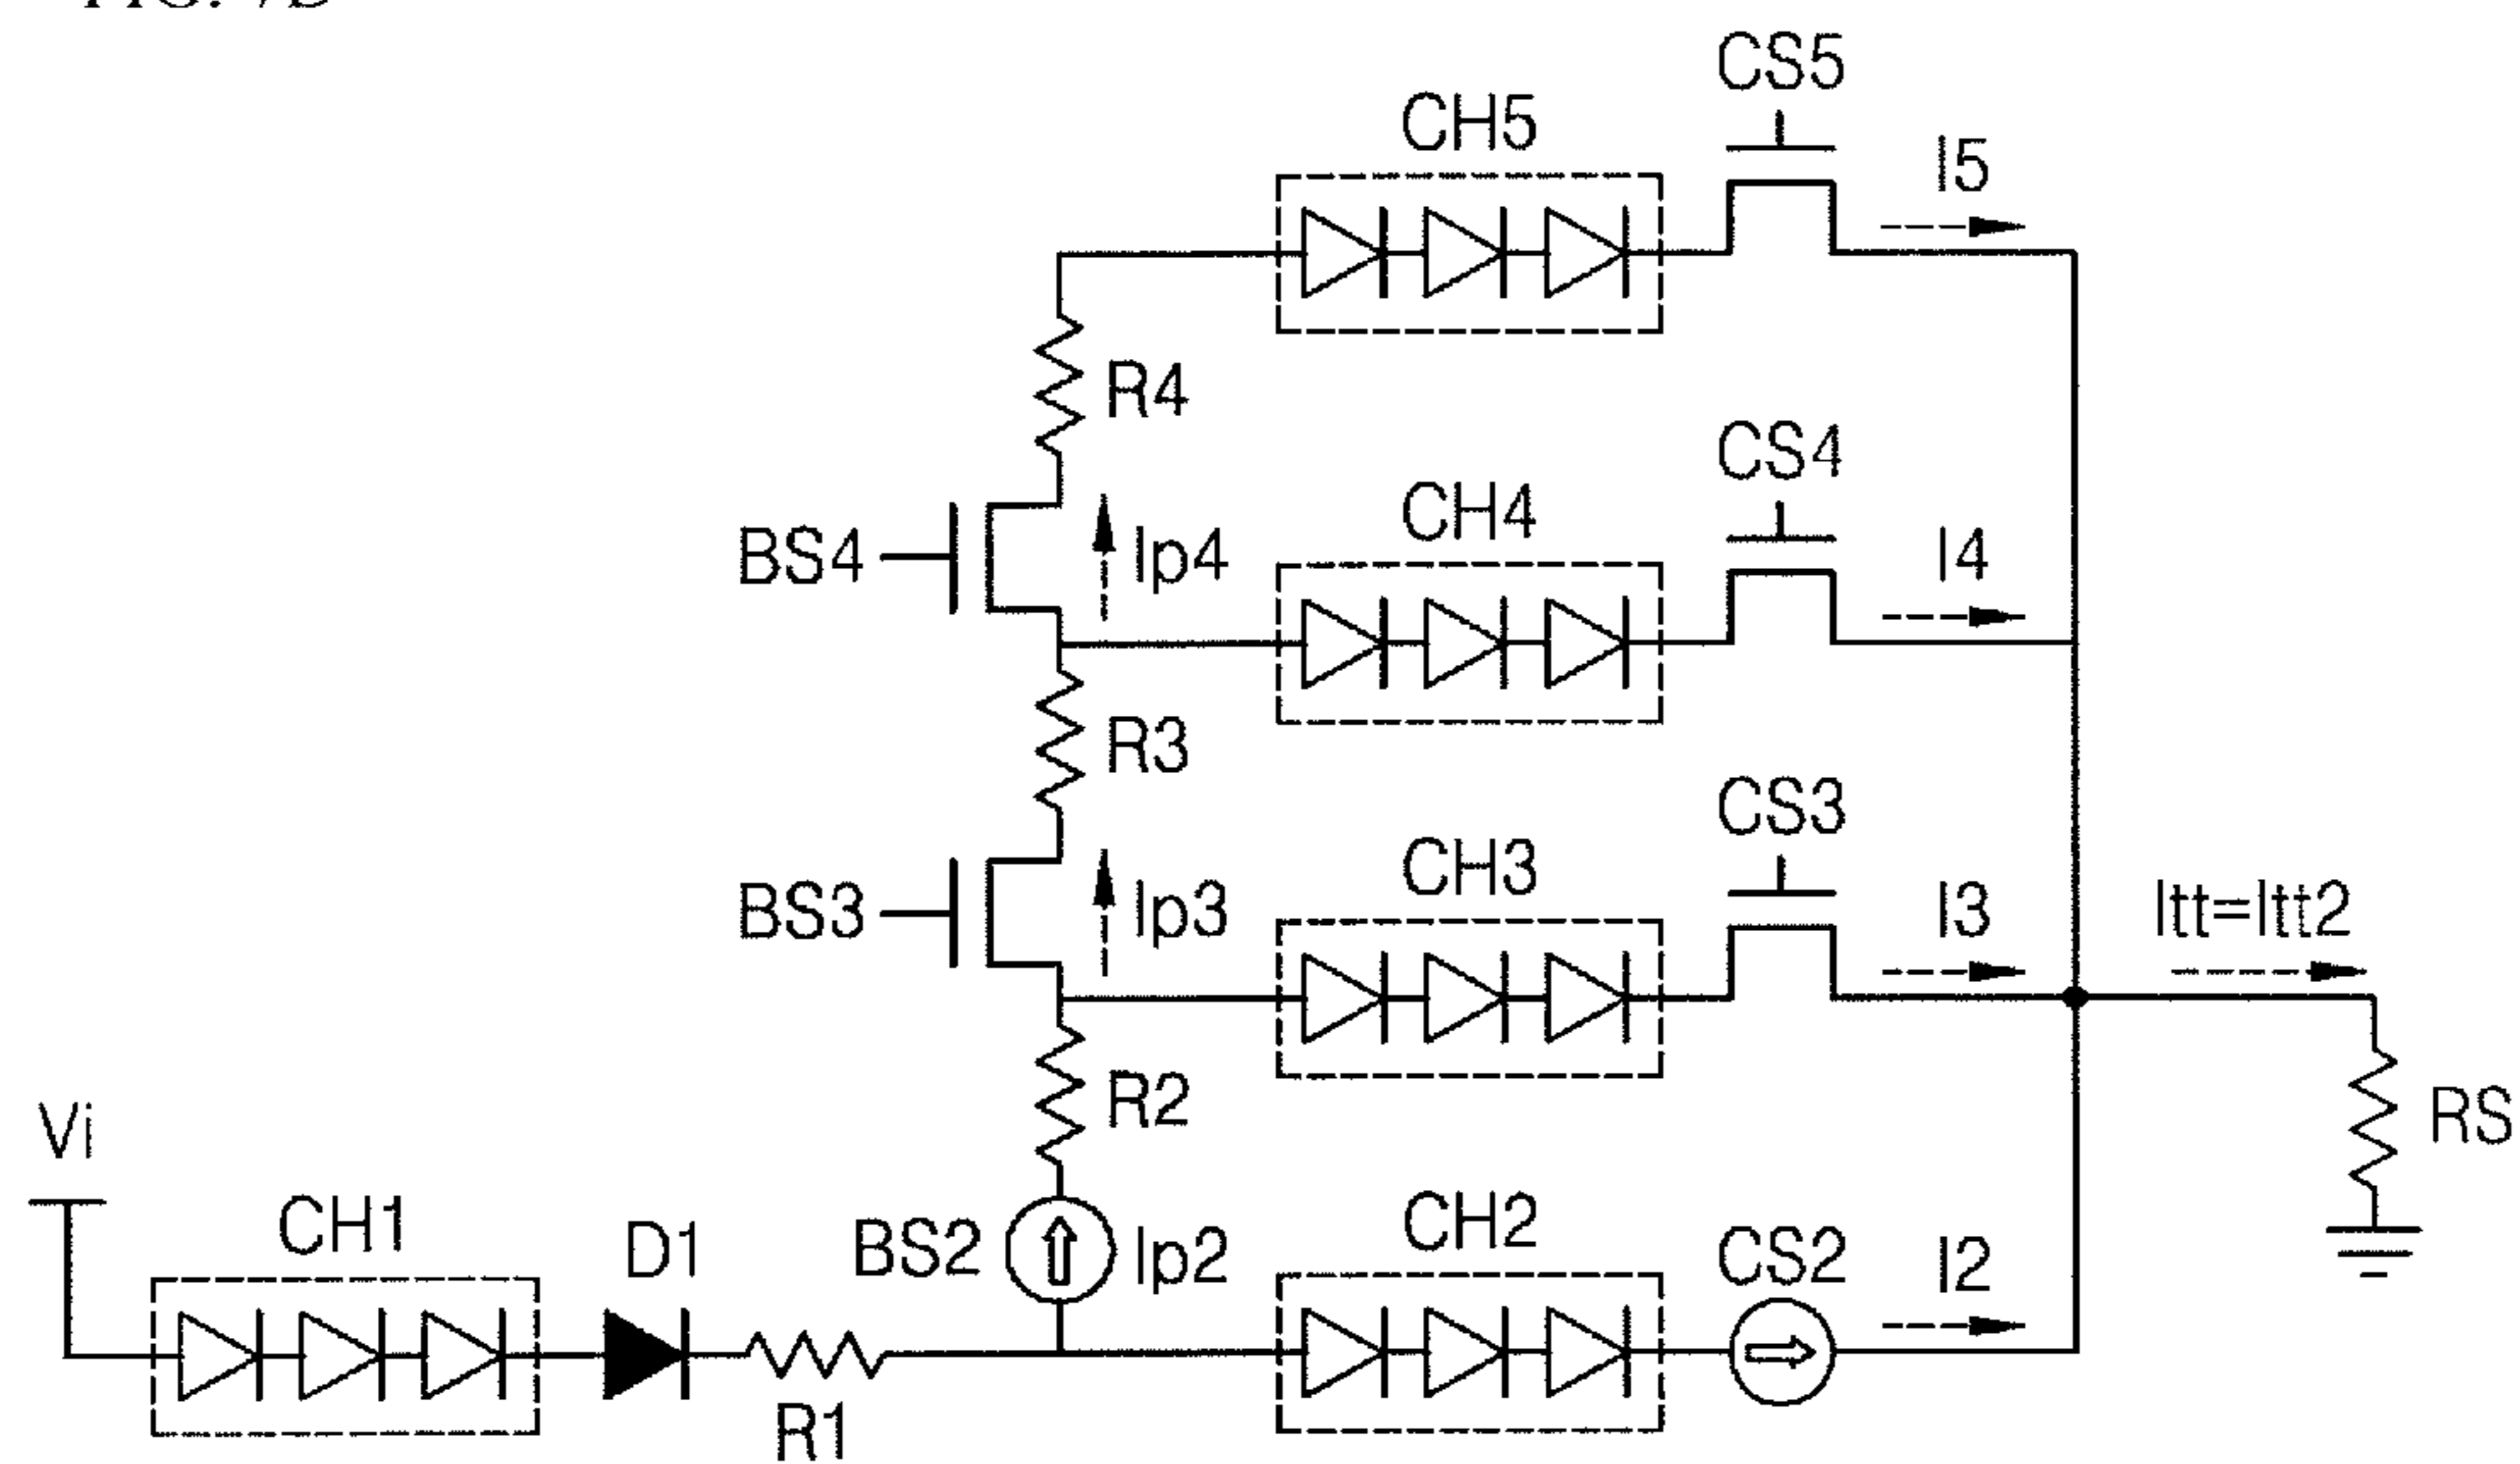 CS5
CH5
I5
R4
CS4
CH4
BS4
Ip4
I4
R3
CS3
CH3
BS3
Ip3
I3
Itt=Itt2
R2
Vi
RS
CH1
D1
BS2
Ip2
CH2
CS2
I2
R1